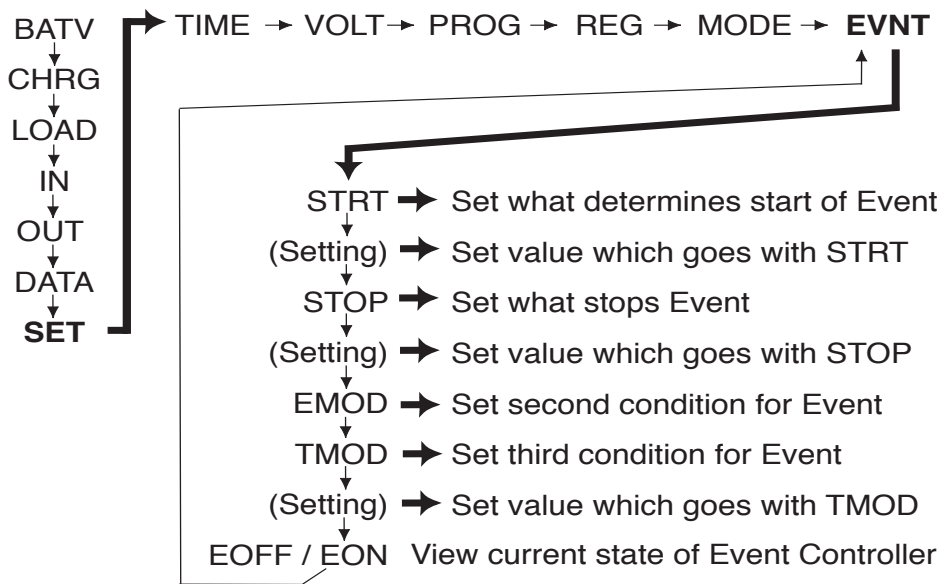 BATV
CHRG
LOAD
IN
OUT
DATA
SET
TIME VOLT PROG REG MODE EVNT
STRT Set what determines start of Event
(Setting) Set value which goes with STRT
STOP Set what stops Event
(Setting) Set value which goes with STOP
EMOD Set second condition for Event
TMOD Set third condition for Event
(Setting) Set value which goes with TMOD
EOFF / EON View current state of Event Controller